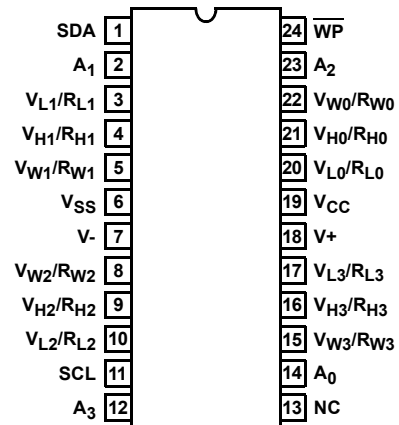 SDA 1 24 W̅P̅
A1 2 23 A2
VL1/RL1 3 22 VW0/RW0
VH1/RH1 4 21 VH0/RH0
VW1/RW1 5 20 VL0/RL0
VSS 6 19 VCC
V- 7 18 V+
VW2/RW2 8 17 VL3/RL3
VH2/RH2 9 16 VH3/RH3
VL2/RL2 10 15 VW3/RW3
SCL 11 14 A0
A3 12 13 NC